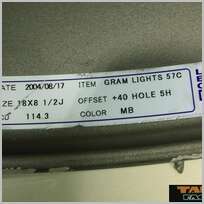 ATE 2004/08/17 ITEM GRAM LIGHTS 57C
ZE 18X8 1/2J OFFSET +40 HOLE 5H
CD 114.3 COLOR MB